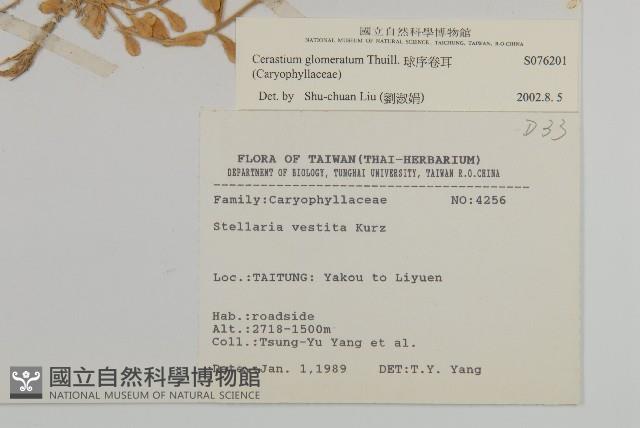 國立自然科學博物館
NATIONAL MUSEUM OF NATURAL SCIENCE, TAICHUNG, TAIWAN, R.O.CHINA
Cerastium glomeratum Thuill. 球序卷耳 S076201
(Caryophyllaceae)
Det. by Shu-chuan Liu (劉淑娟) 2002.8.5
D33
FLORA OF TAIWAN(THAI-HERBARIUM)
DEPARTMENT OF BIOLOGY, TUNGHAI UNIVERSITY, TAIWAN R.O.CHINA
Family:Caryophyllaceae NO:4256
Stellaria vestita Kurz
Loc.:TAITUNG: Yakou to Liyuen
Hab.:roadside
Alt.:2718-1500m
Coll.:Tsung-Yu Yang et al.
Date.:Jan. 1,1989 DET:T.Y. Yang
國立自然科學博物館
NATIONAL MUSEUM OF NATURAL SCIENCE